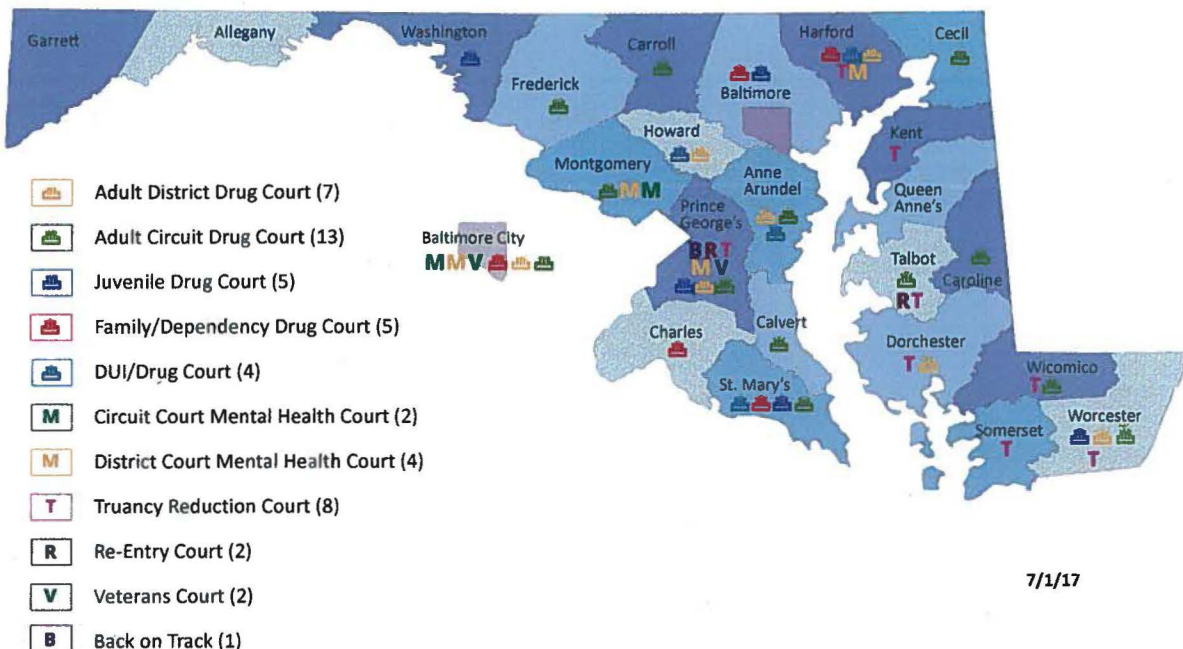 Garrett
Allegany
Washington
Frederick
Carroll
Baltimore
Harford
T M
Cecil
Howard
Montgomery
M M
Anne
Arundel
Kent
T
Queen
Anne's
Prince
George's
B R T
M V
Baltimore City
M M V
Talbot
R T
Caroline
Charles
Calvert
Dorchester
T
St. Mary's
Wicomico
T
Somerset
T
Worcester
T
Adult District Drug Court (7)
Adult Circuit Drug Court (13)
Juvenile Drug Court (5)
Family/Dependency Drug Court (5)
DUI/Drug Court (4)
M Circuit Court Mental Health Court (2)
M District Court Mental Health Court (4)
T Truancy Reduction Court (8)
R Re-Entry Court (2)
V Veterans Court (2)
B Back on Track (1)
7/1/17